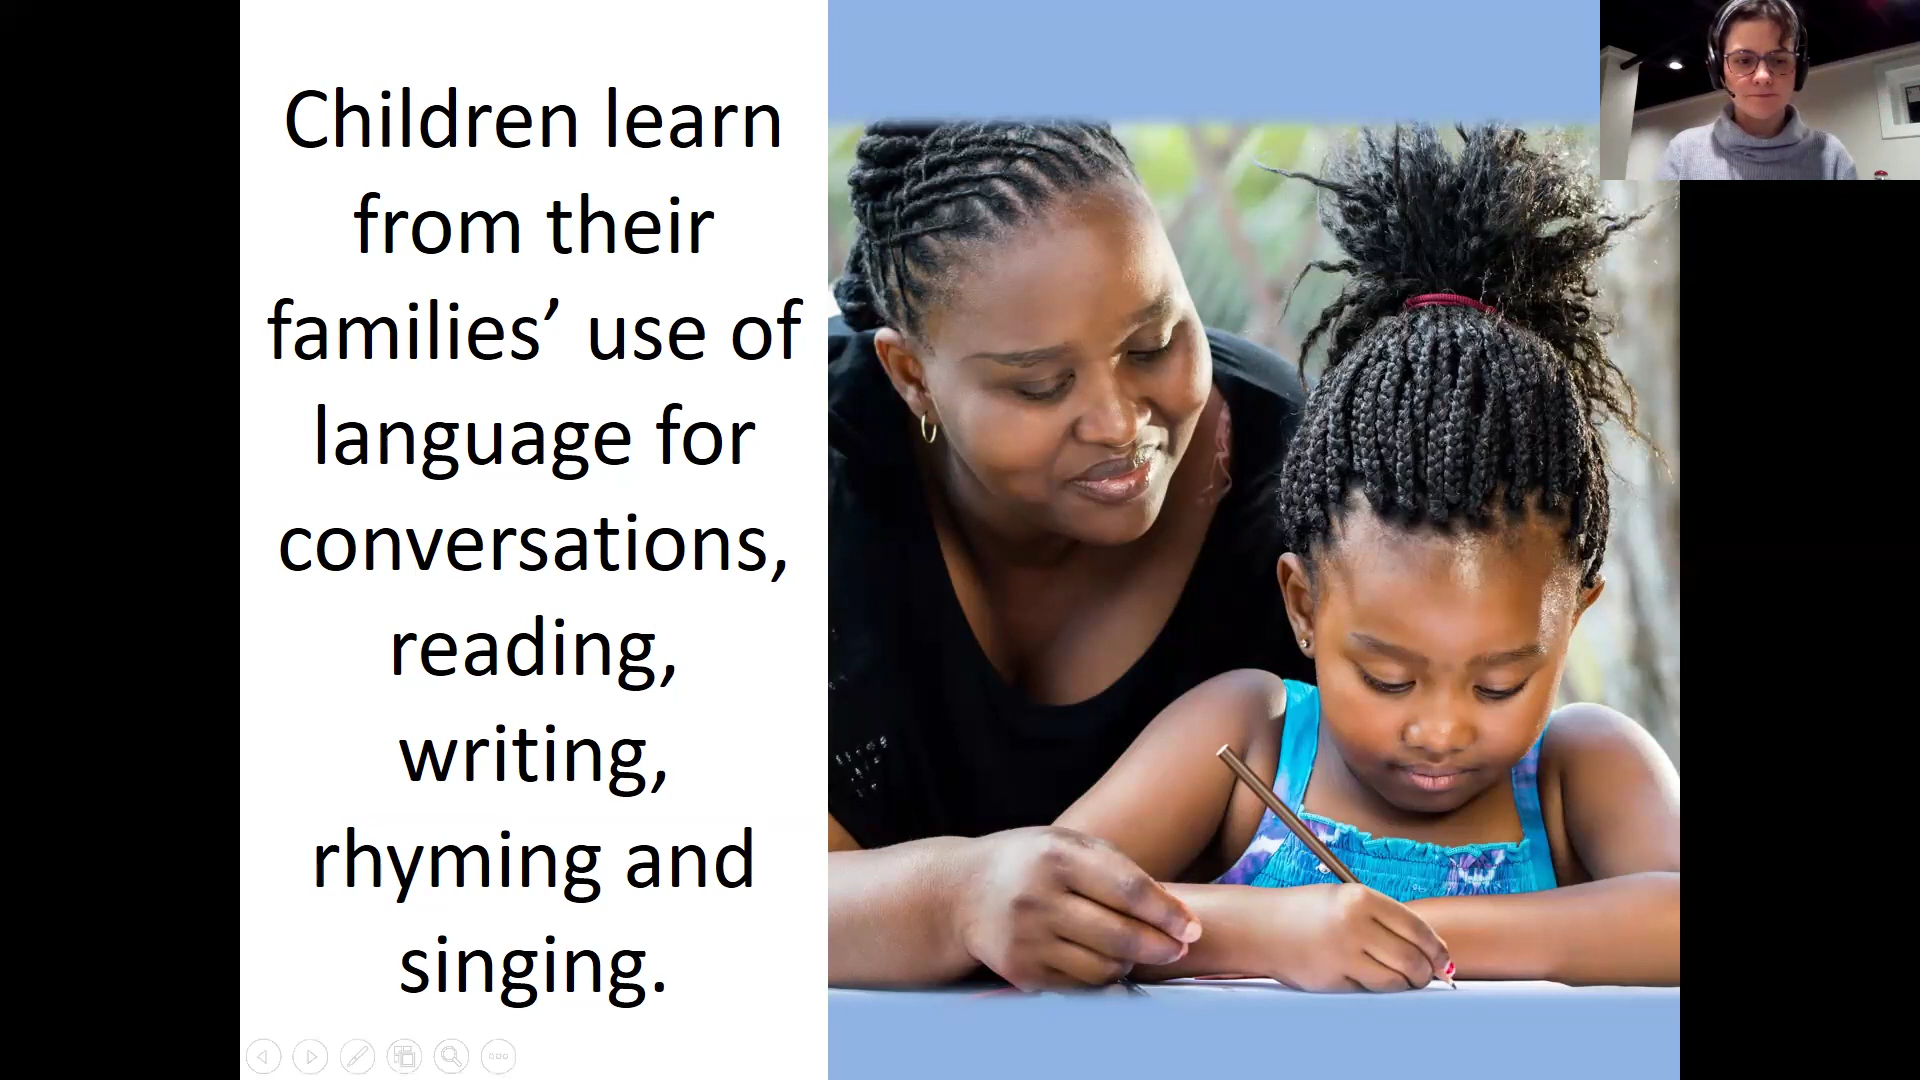 Children learn
from their
families’ use of
language for
conversations,
reading,
writing,
rhyming and
singing.